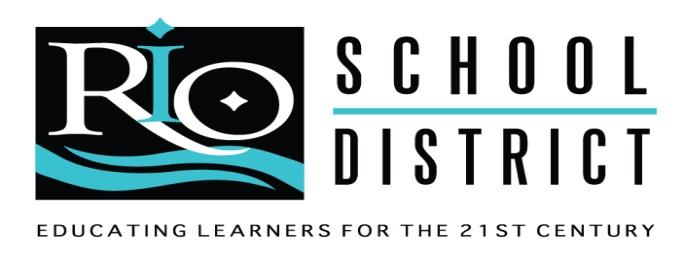 RiO
SCHOOL
DISTRICT
EDUCATING LEARNERS FOR THE 21ST CENTURY